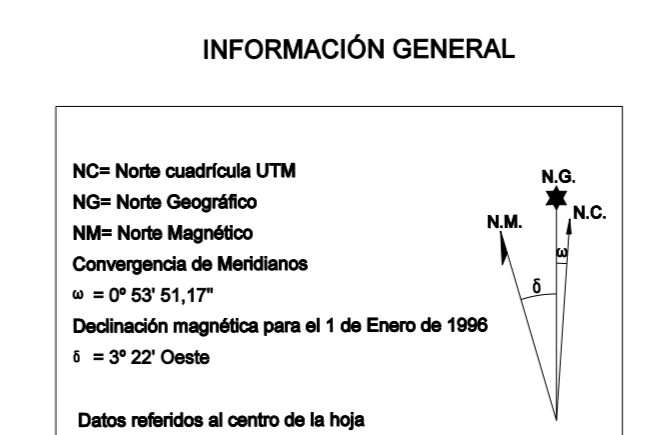 INFORMACIÓN GENERAL
NC= Norte cuadrícula UTM
NG= Norte Geográfico
NM= Norte Magnético
Convergencia de Meridianos
ω = 0º 53' 51,17"
Declinación magnética para el 1 de Enero de 1996
δ = 3º 22' Oeste
Datos referidos al centro de la hoja
N.G.
N.M.
N.C.
ω
δ